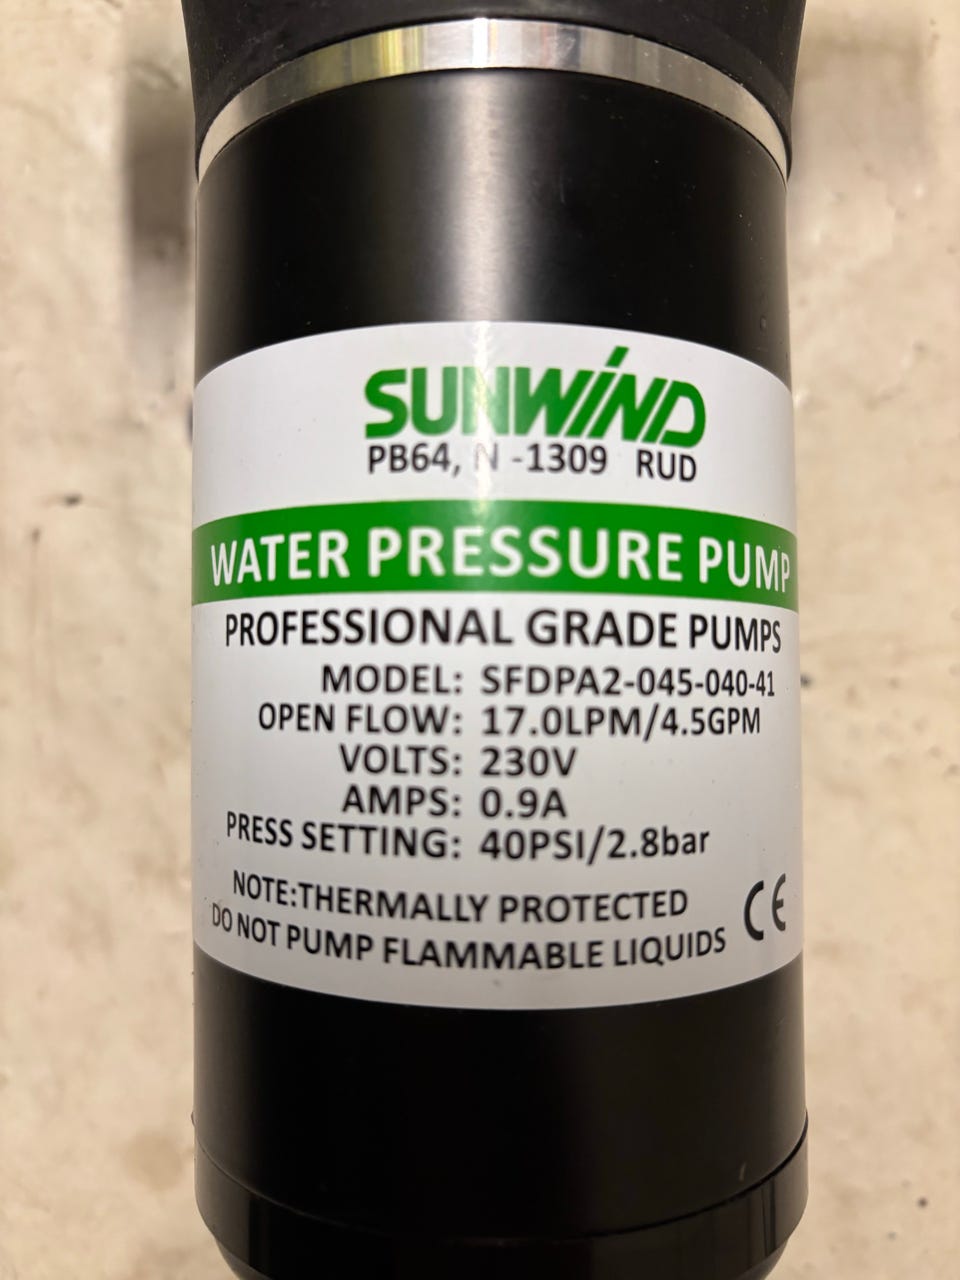 SUNWIND
PB64, N -1309 RUD
WATER PRESSURE PUMP
PROFESSIONAL GRADE PUMPS
MODEL: SFDPA2-045-040-41
OPEN FLOW: 17.0LPM/4.5GPM
VOLTS: 230V
AMPS: 0.9A
PRESS SETTING: 40PSI/2.8bar
NOTE:THERMALLY PROTECTED
DO NOT PUMP FLAMMABLE LIQUIDS
CE